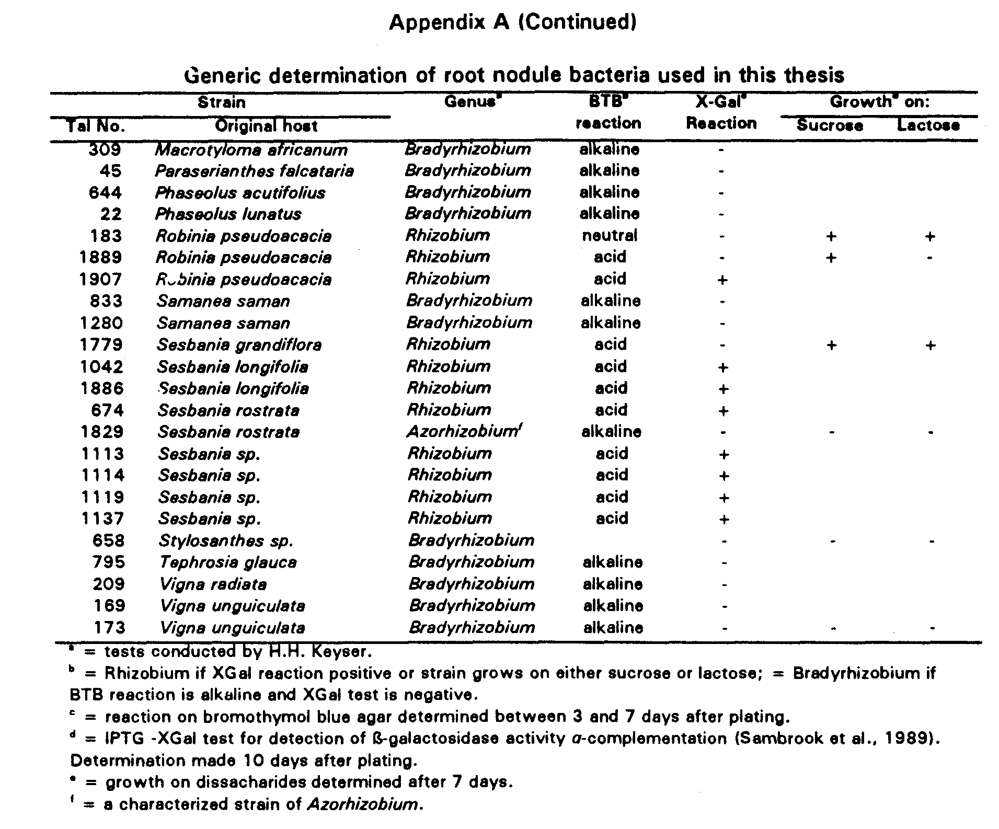 Appendix A (Continued)
Generic determination of root nodule bacteria used in this thesis
Strain Genusᵃ BTBᵃ X-Galᵃ Growthᵃ on:
Tal No. Original host reaction Reaction Sucrose Lactose
309 Macrotyloma africanum Bradyrhizobium alkaline -
45 Paraserianthes falcataria Bradyrhizobium alkaline -
644 Phaseolus acutifolius Bradyrhizobium alkaline -
22 Phaseolus lunatus Bradyrhizobium alkaline -
183 Robinia pseudoacacia Rhizobium neutral - + +
1889 Robinia pseudoacacia Rhizobium acid - + -
1907 Robinia pseudoacacia Rhizobium acid +
833 Samanea saman Bradyrhizobium alkaline -
1280 Samanea saman Bradyrhizobium alkaline -
1779 Sesbania grandiflora Rhizobium acid - + +
1042 Sesbania longifolia Rhizobium acid +
1886 Sesbania longifolia Rhizobium acid +
674 Sesbania rostrata Rhizobium acid +
1829 Sesbania rostrata Azorhizobiumᶠ alkaline - - -
1113 Sesbania sp. Rhizobium acid +
1114 Sesbania sp. Rhizobium acid +
1119 Sesbania sp. Rhizobium acid +
1137 Sesbania sp. Rhizobium acid +
658 Stylosanthes sp. Bradyrhizobium - - -
795 Tephrosia glauca Bradyrhizobium alkaline -
209 Vigna radiata Bradyrhizobium alkaline -
169 Vigna unguiculata Bradyrhizobium alkaline -
173 Vigna unguiculata Bradyrhizobium alkaline - - -
ᵃ = tests conducted by H.H. Keyser.
ᵇ = Rhizobium if XGal reaction positive or strain grows on either sucrose or lactose; = Bradyrhizobium if
BTB reaction is alkaline and XGal test is negative.
ᶜ = reaction on bromothymol blue agar determined between 3 and 7 days after plating.
ᵈ = IPTG -XGal test for detection of ß-galactosidase activity α-complementation (Sambrook et al., 1989).
Determination made 10 days after plating.
ᵉ = growth on dissacharides determined after 7 days.
ᶠ = a characterized strain of Azorhizobium.